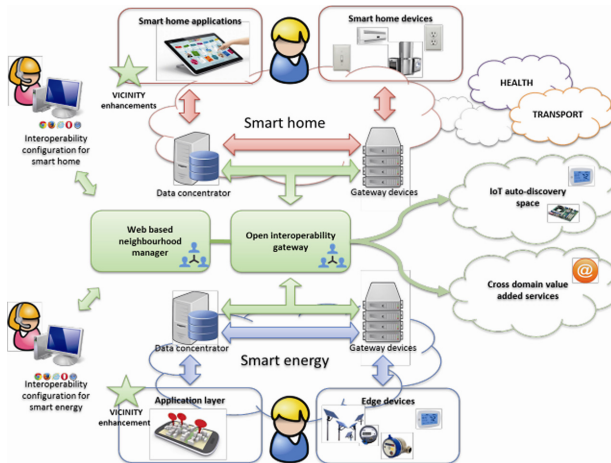 Smart home applications
Smart home devices
VICINITY
enhancements
Interoperability
configuration for
smart home
HEALTH
TRANSPORT
Smart home
Data concentrator
Gateway devices
IoT auto-discovery
space
Web based
neighbourhood
manager
Open interoperability
gateway
@
Cross domain value
added services
Data concentrator
Gateway devices
Smart energy
Interoperability
configuration for
smart energy
VICINITY
enhancement
Application layer
Edge devices